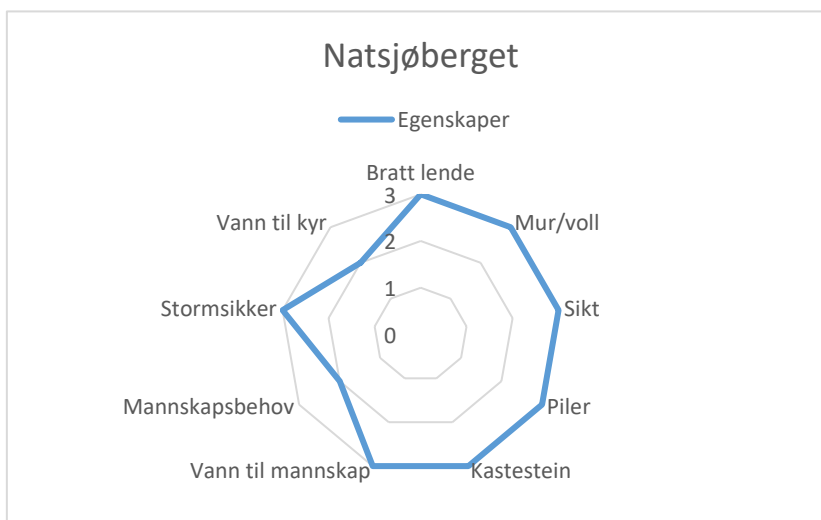 Natsjøberget
Egenskaper
Bratt lende
3
Vann til kyr
Mur/voll
2
1
Stormsikker
Sikt
0
Mannskapsbehov
Piler
Vann til mannskap
Kastestein